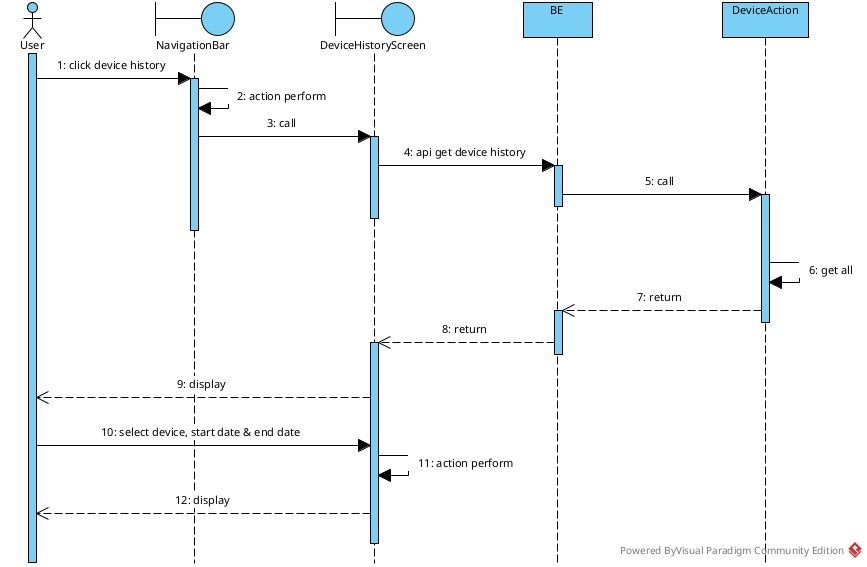 BE
DeviceAction
User
NavigationBar
DeviceHistoryScreen
1: click device history
2: action perform
3: call
4: api get device history
5: call
6: get all
7: return
8: return
9: display
10: select device, start date & end date
11: action perform
12: display
Powered ByVisual Paradigm Community Edition